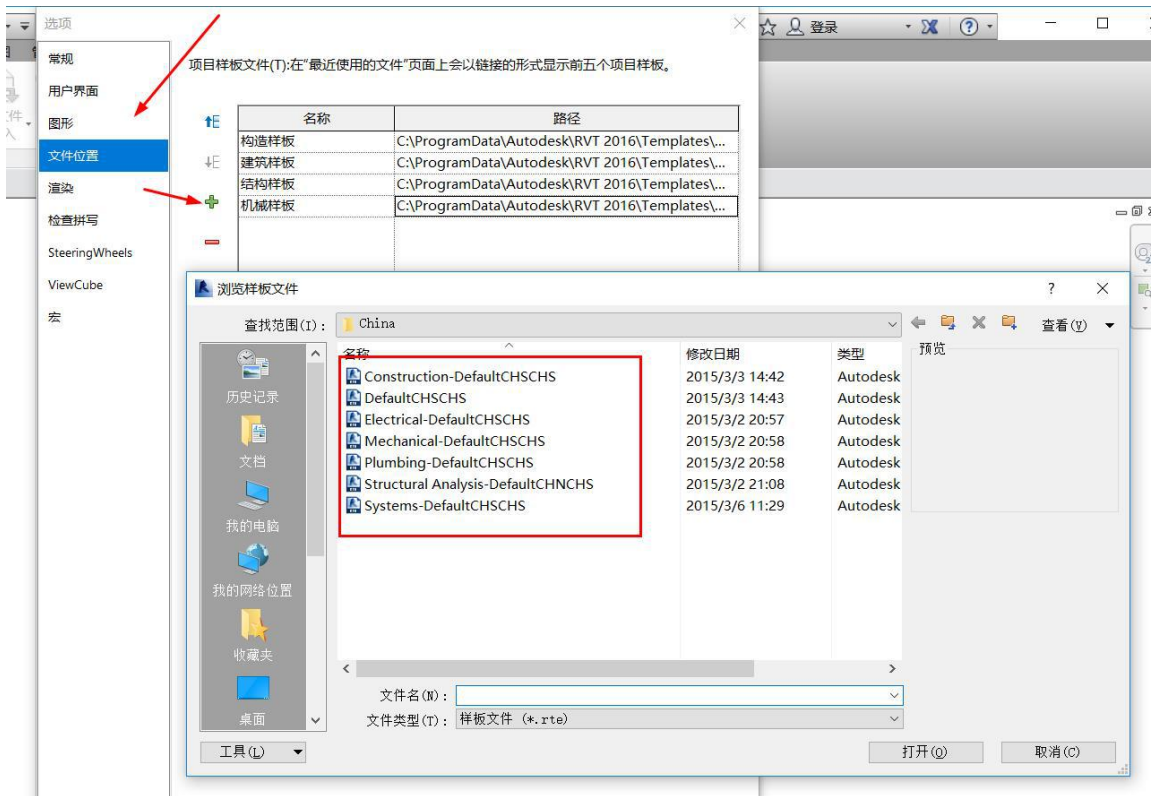 选项
登录
常规
用户界面
图形
文件位置
渲染
检查拼写
SteeringWheels
ViewCube
宏
项目样板文件(T):在“最近使用的文件”页面上会以链接的形式显示前五个项目样板。
名称 路径
构造样板 C:\ProgramData\Autodesk\RVT 2016\Templates\...
建筑样板 C:\ProgramData\Autodesk\RVT 2016\Templates\...
结构样板 C:\ProgramData\Autodesk\RVT 2016\Templates\...
机械样板 C:\ProgramData\Autodesk\RVT 2016\Templates\...
浏览样板文件
查找范围(I): China 查看(V)
名称 修改日期 类型 预览
Construction-DefaultCHSCHS 2015/3/3 14:42 Autodesk
DefaultCHSCHS 2015/3/3 14:43 Autodesk
Electrical-DefaultCHSCHS 2015/3/2 20:57 Autodesk
Mechanical-DefaultCHSCHS 2015/3/2 20:58 Autodesk
Plumbing-DefaultCHSCHS 2015/3/2 20:58 Autodesk
Structural Analysis-DefaultCHNCHS 2015/3/2 21:08 Autodesk
Systems-DefaultCHSCHS 2015/3/6 11:29 Autodesk
历史记录
文档
我的电脑
我的网络位置
收藏夹
桌面
文件名(N):
文件类型(T): 样板文件 (*.rte)
工具(L) 打开(O) 取消(C)